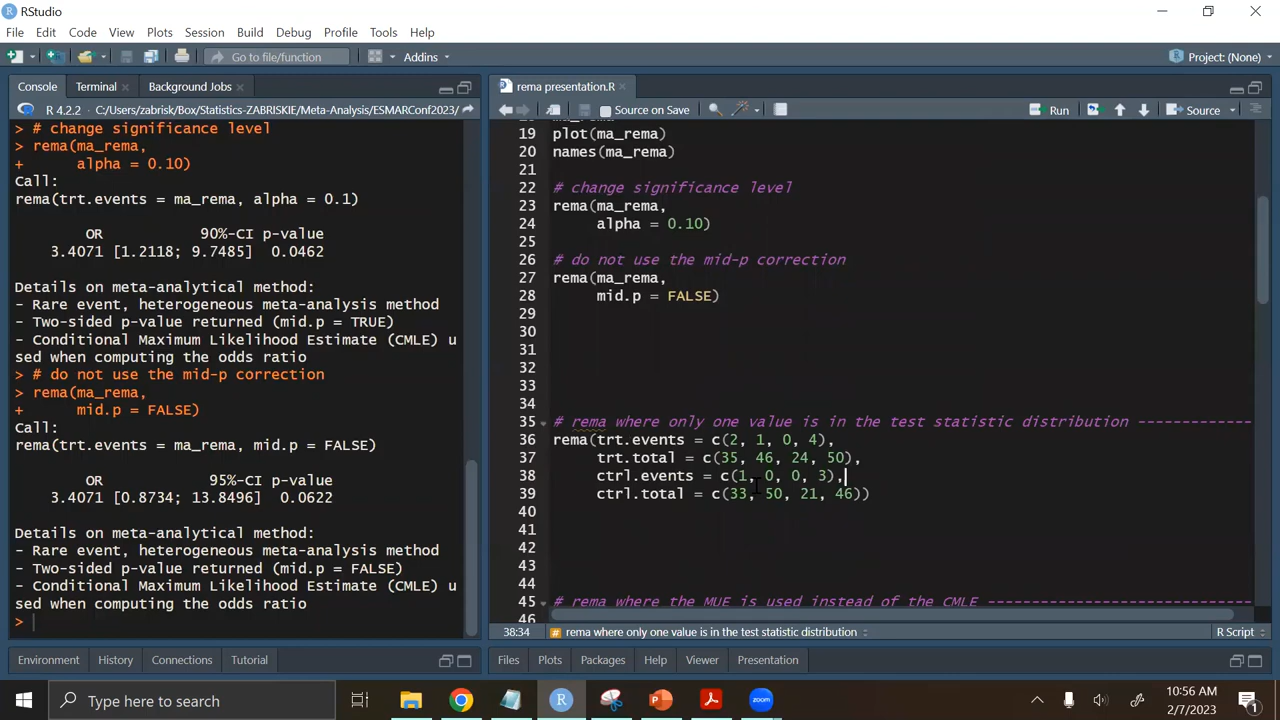 RStudio
File Edit Code View Plots Session Build Debug Profile Tools Help
Go to file/function Addins Project: (None)
Console Terminal Background Jobs
R 4.2.2 · C:/Users/zabrisk/Box/Statistics-ZABRISKIE/Meta-Analysis/ESMARConf2023/
> # change significance level
> rema(ma_rema,
+ alpha = 0.10)
Call:
rema(trt.events = ma_rema, alpha = 0.1)
OR 90%-CI p-value
3.4071 [1.2118; 9.7485] 0.0462
Details on meta-analytical method:
- Rare event, heterogeneous meta-analysis method
- Two-sided p-value returned (mid.p = TRUE)
- Conditional Maximum Likelihood Estimate (CMLE) u
sed when computing the odds ratio
> # do not use the mid-p correction
> rema(ma_rema,
+ mid.p = FALSE)
Call:
rema(trt.events = ma_rema, mid.p = FALSE)
OR 95%-CI p-value
3.4071 [0.8734; 13.8496] 0.0622
Details on meta-analytical method:
- Rare event, heterogeneous meta-analysis method
- Two-sided p-value returned (mid.p = FALSE)
- Conditional Maximum Likelihood Estimate (CMLE) u
sed when computing the odds ratio
>
Environment History Connections Tutorial
rema presentation.R
Source on Save Run Source
19 plot(ma_rema)
20 names(ma_rema)
21
22 # change significance level
23 rema(ma_rema,
24 alpha = 0.10)
25
26 # do not use the mid-p correction
27 rema(ma_rema,
28 mid.p = FALSE)
29
30
31
32
33
34
35 # rema where only one value is in the test statistic distribution -------------
36 rema(trt.events = c(2, 1, 0, 4),
37 trt.total = c(35, 46, 24, 50),
38 ctrl.events = c(1, 0, 0, 3),
39 ctrl.total = c(33, 50, 21, 46))
40
41
42
43
44
45 # rema where the MUE is used instead of the CMLE ------------------------------
46
38:34 # rema where only one value is in the test statistic distribution R Script
Files Plots Packages Help Viewer Presentation
Type here to search
10:56 AM
2/7/2023
1